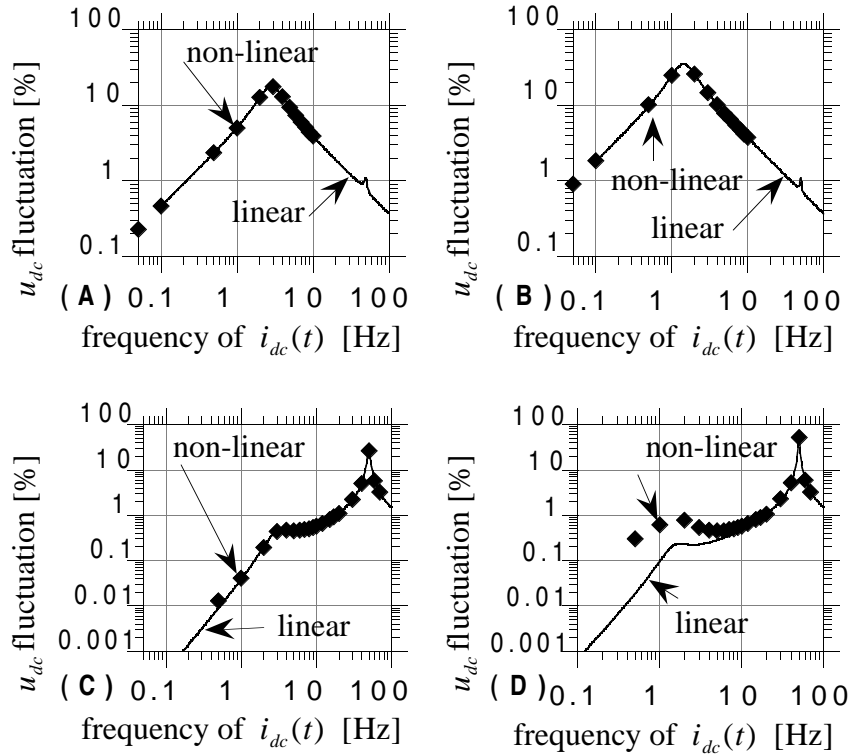 100
non-linear
10
1
linear
0.1
u_dc fluctuation [%]
(A) 0.1 1 10 100
frequency of i_dc(t) [Hz]
100
10
1
non-linear
linear
0.1
u_dc fluctuation [%]
(B) 0.1 1 10 100
frequency of i_dc(t) [Hz]
100
non-linear
10
1
0.1
0.01
linear
0.001
u_dc fluctuation [%]
(C) 0.1 1 10 100
frequency of i_dc(t) [Hz]
100
non-linear
10
1
0.1
0.01
linear
0.001
u_dc fluctuation [%]
(D) 0.1 1 10 100
frequency of i_dc(t) [Hz]